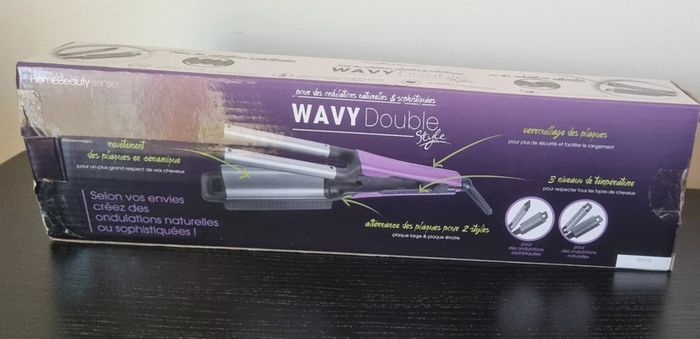 WAVY Double
HomeBeauty sense
pour des ondulations naturelles & sophistiquées
WAVY Double
Style
revêtement
des plaques en céramique
pour un plus grand respect de vos cheveux
Selon vos envies
créez des
ondulations naturelles
ou sophistiquées !
verrouillage des plaques
pour plus de sécurité et faciliter le rangement
3 niveaux de température
pour respecter tous les types de cheveux
alternance des plaques pour 2 styles
plaque large & plaque étroite
pour
des ondulations
sophistiquées
pour
des ondulations
naturelles